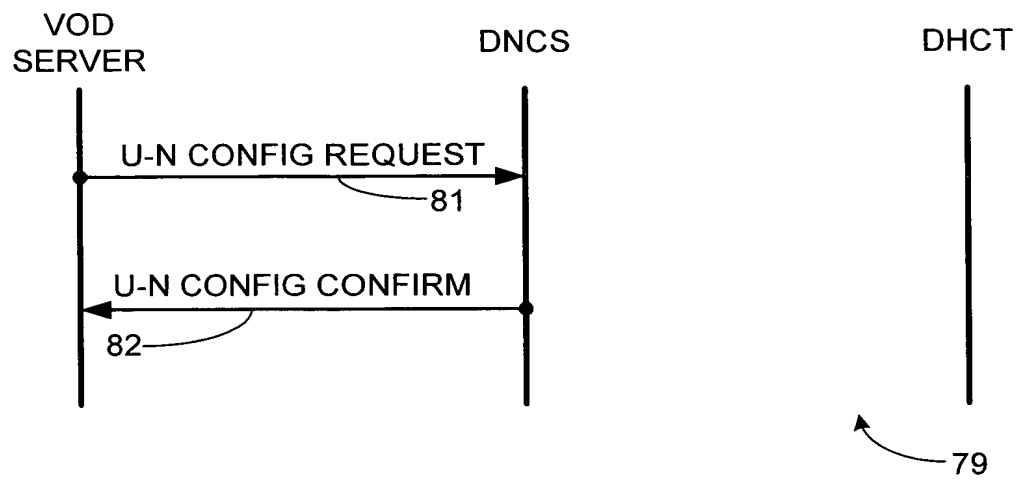 VOD
SERVER
DNCS
DHCT
U-N CONFIG REQUEST
81
U-N CONFIG CONFIRM
82
79